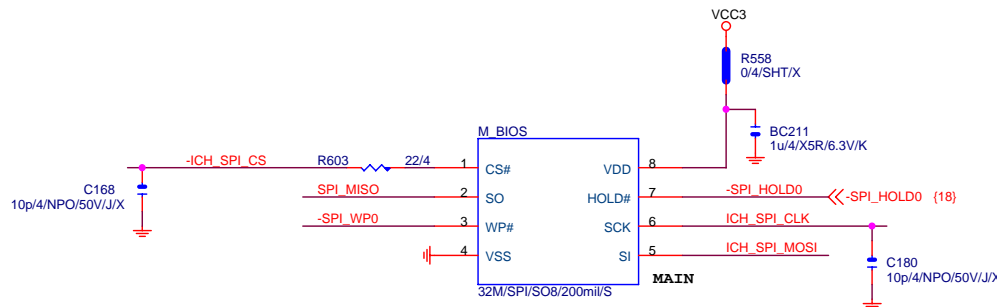 VCC3
R558
0/4/SHT/X
M_BIOS
BC211
1u/4/X5R/6.3V/K
-ICH_SPI_CS R603 22/4 1 CS# VDD 8
C168
10p/4/NPO/50V/J/X
SPI_MISO 2 SO HOLD# 7 -SPI_HOLD0 -SPI_HOLD0 {18}
-SPI_WP0 3 WP# SCK 6 ICH_SPI_CLK
4 VSS SI 5 ICH_SPI_MOSI
C180
10p/4/NPO/50V/J/X
MAIN
32M/SPI/SO8/200mil/S